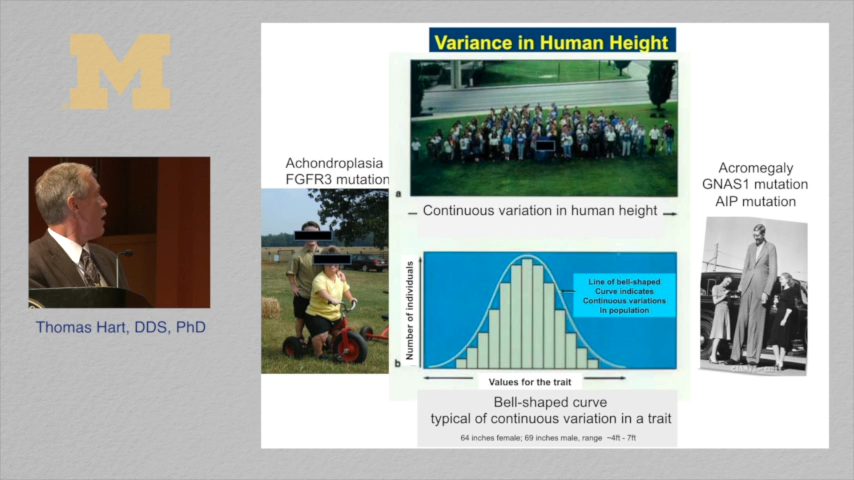 M
Thomas Hart, DDS, PhD
Variance in Human Height
Achondroplasia
FGFR3 mutation
a
Continuous variation in human height
Acromegaly
GNAS1 mutation
AIP mutation
Number of individuals
Line of bell-shaped
Curve indicates
Continuous variations
In population
b
Values for the trait
Bell-shaped curve
typical of continuous variation in a trait
64 inches female; 69 inches male, range ~4ft - 7ft